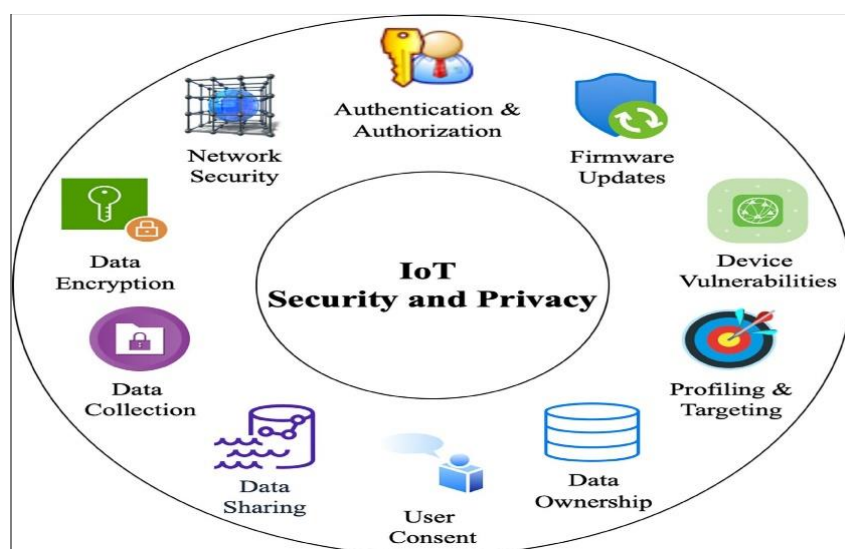 Authentication &
Authorization
Network
Security
Firmware
Updates
Data
Encryption
IoT
Security and Privacy
Device
Vulnerabilities
Data
Collection
Profiling &
Targeting
Data
Sharing
User
Consent
Data
Ownership